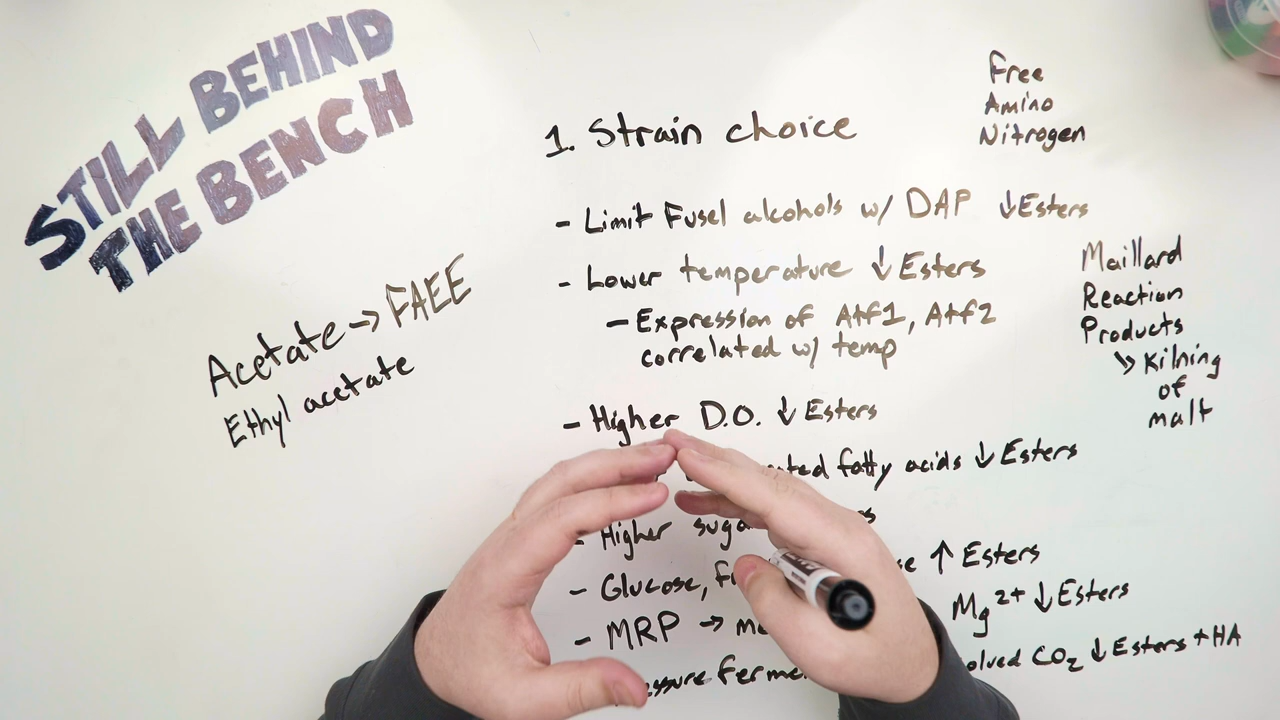 STILL BEHIND
THE BENCH
Free
Amino
Nitrogen
1. Strain choice
- Limit Fusel alcohols w/ DAP ↓Esters
- Lower temperature ↓Esters
- Expression of Atf1, Atf2
correlated w/ temp
Maillard
Reaction
Products
↳ Kilning
of
malt
Acetate → FAEE
Ethyl acetate
- Higher D.O. ↓ Esters
fatty acids ↓ Esters
- Higher
- Glucose, ↑ Esters
Mg2+ ↓ Esters
- MRP →
CO2 ↓ Esters + HA